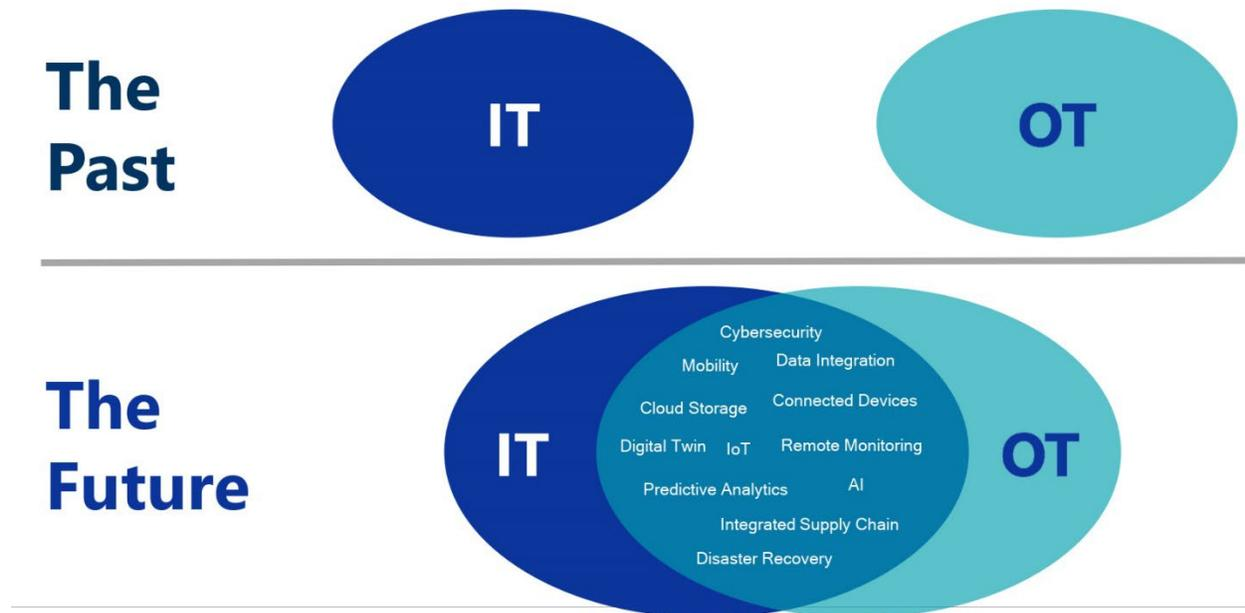 The
Past
IT
OT
The
Future
IT
OT
Cybersecurity
Mobility
Data Integration
Cloud Storage
Connected Devices
Digital Twin
IoT
Remote Monitoring
Predictive Analytics
AI
Integrated Supply Chain
Disaster Recovery